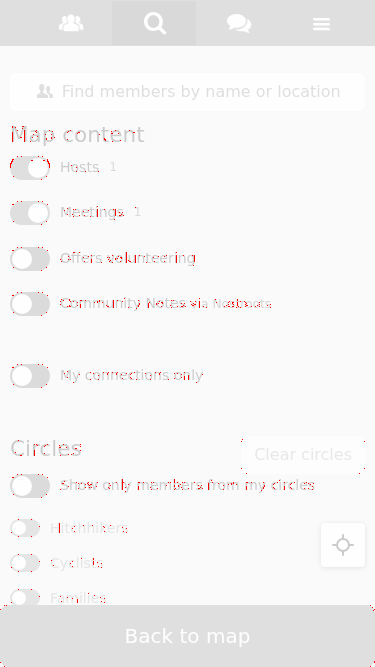 Find members by name or location
Map content
Hosts 1
Meetings 1
Offers volunteering
Community Notes via Nostroots
My connections only
Circles
Clear circles
Show only members from my circles
Hitchhikers
Cyclists
Families
Back to map